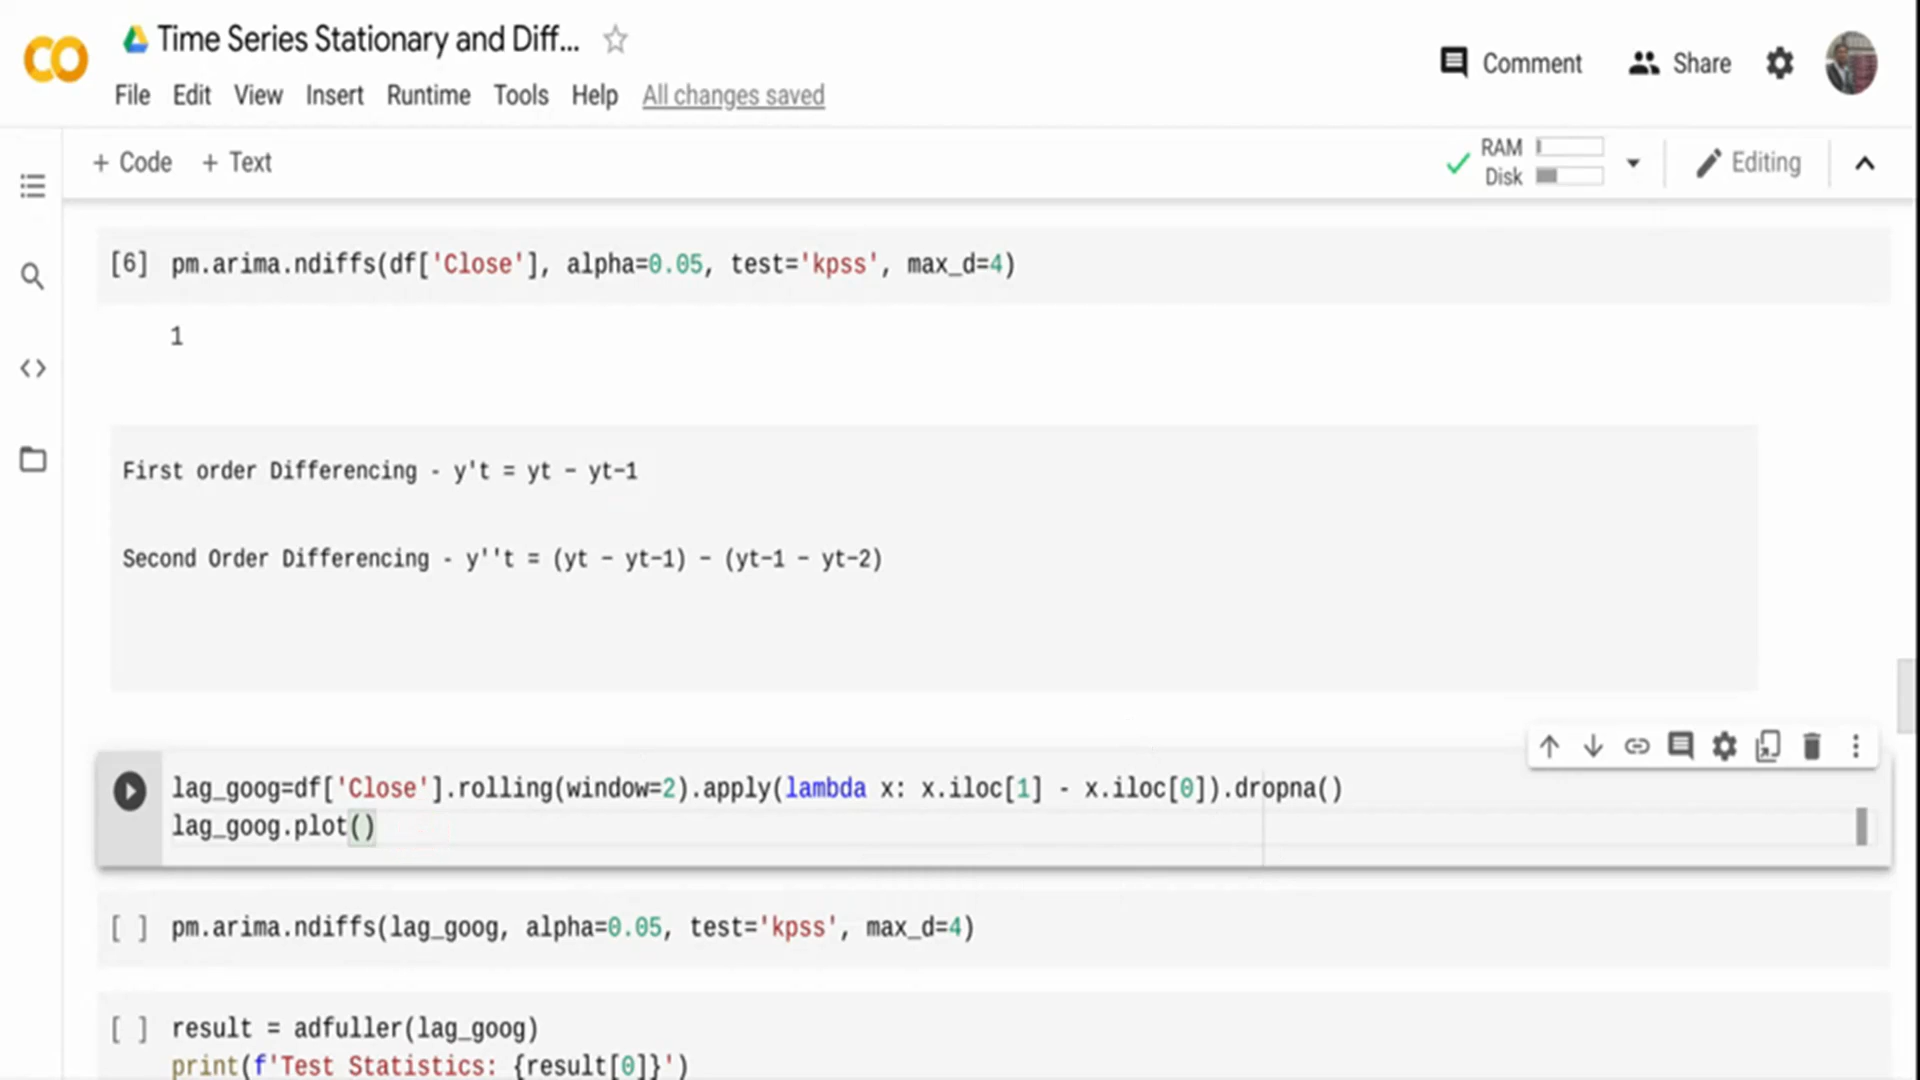 Time Series Stationary and Diff...
Comment
Share
File Edit View Insert Runtime Tools Help All changes saved
+ Code + Text
RAM
Disk
Editing
[6] pm.arima.ndiffs(df['Close'], alpha=0.05, test='kpss', max_d=4)
1
First order Differencing - y't = yt − yt−1
Second Order Differencing - y''t = (yt − yt−1) − (yt−1 − yt−2)
lag_goog=df['Close'].rolling(window=2).apply(lambda x: x.iloc[1] - x.iloc[0]).dropna()
lag_goog.plot()
[ ] pm.arima.ndiffs(lag_goog, alpha=0.05, test='kpss', max_d=4)
[ ] result = adfuller(lag_goog)
print(f'Test Statistics: {result[0]}')